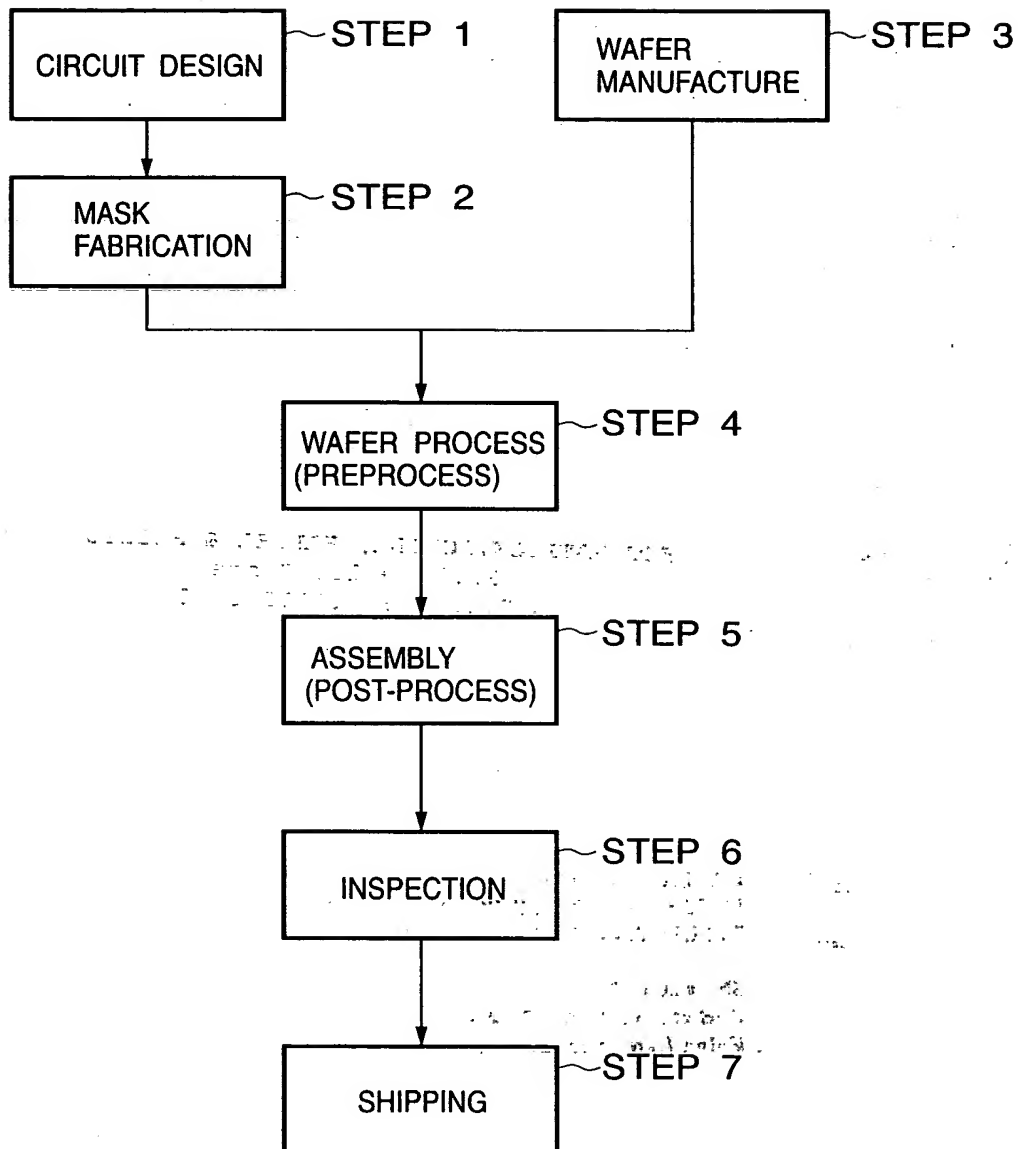 CIRCUIT DESIGN
STEP 1
WAFER
MANUFACTURE
STEP 3
MASK
FABRICATION
STEP 2
WAFER PROCESS
(PREPROCESS)
STEP 4
ASSEMBLY
(POST-PROCESS)
STEP 5
INSPECTION
STEP 6
SHIPPING
STEP 7